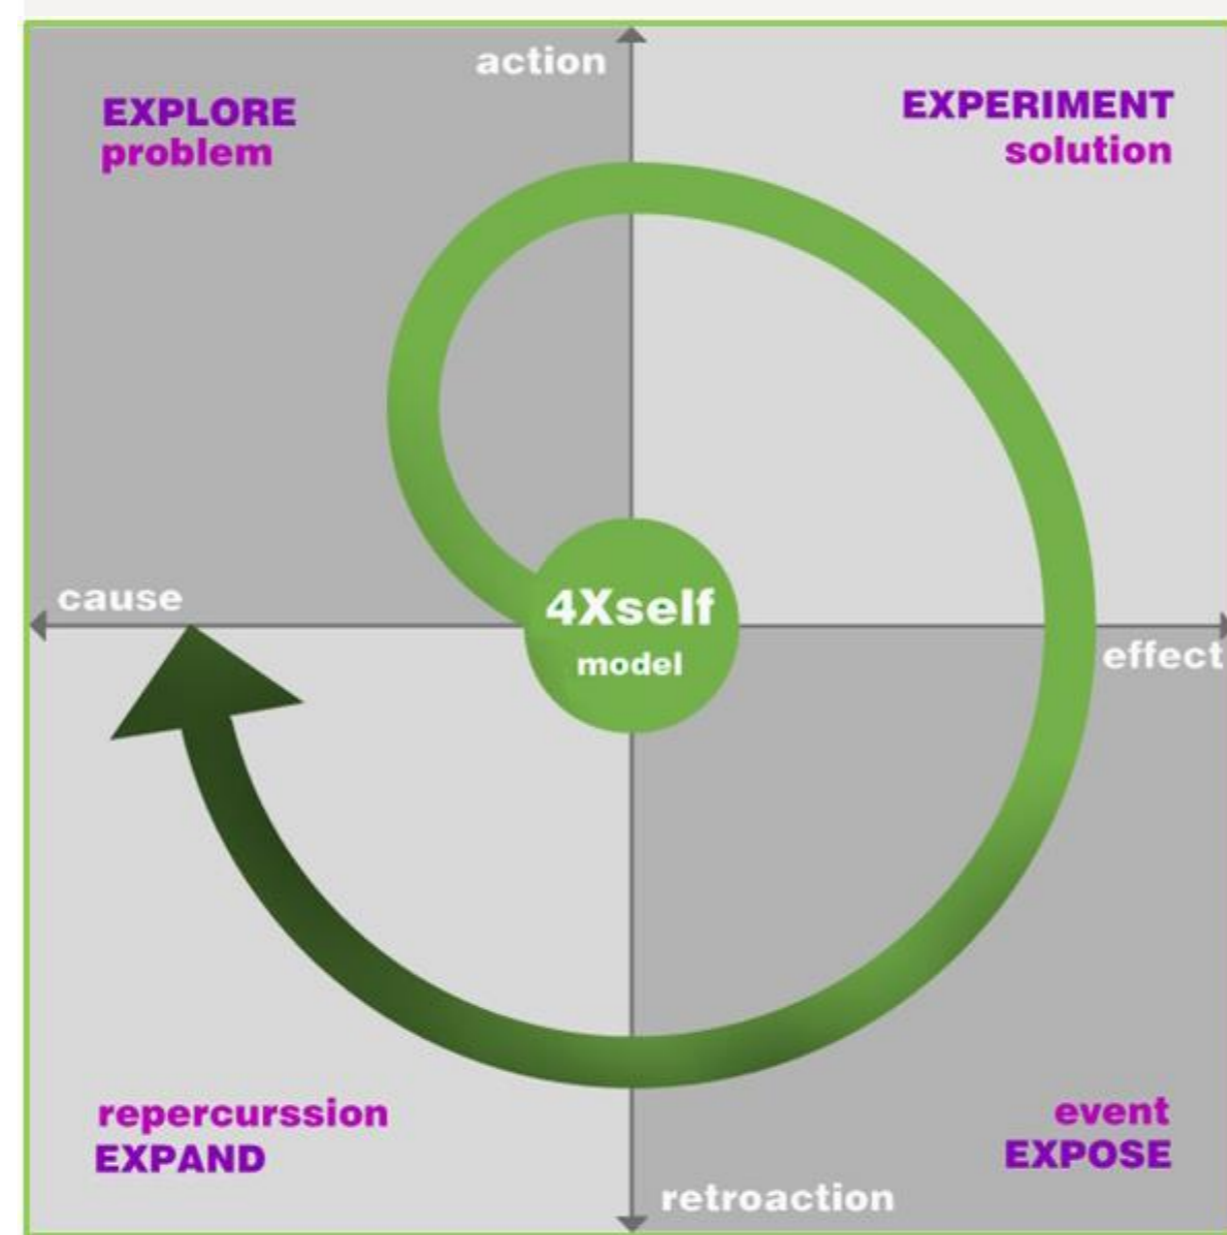 action
EXPLORE
problem
EXPERIMENT
solution
cause
4Xself
model
effect
repercurssion
EXPAND
event
EXPOSE
retroaction